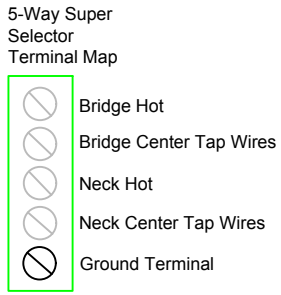 5-Way Super
Selector
Terminal Map
Bridge Hot
Bridge Center Tap Wires
Neck Hot
Neck Center Tap Wires
Ground Terminal